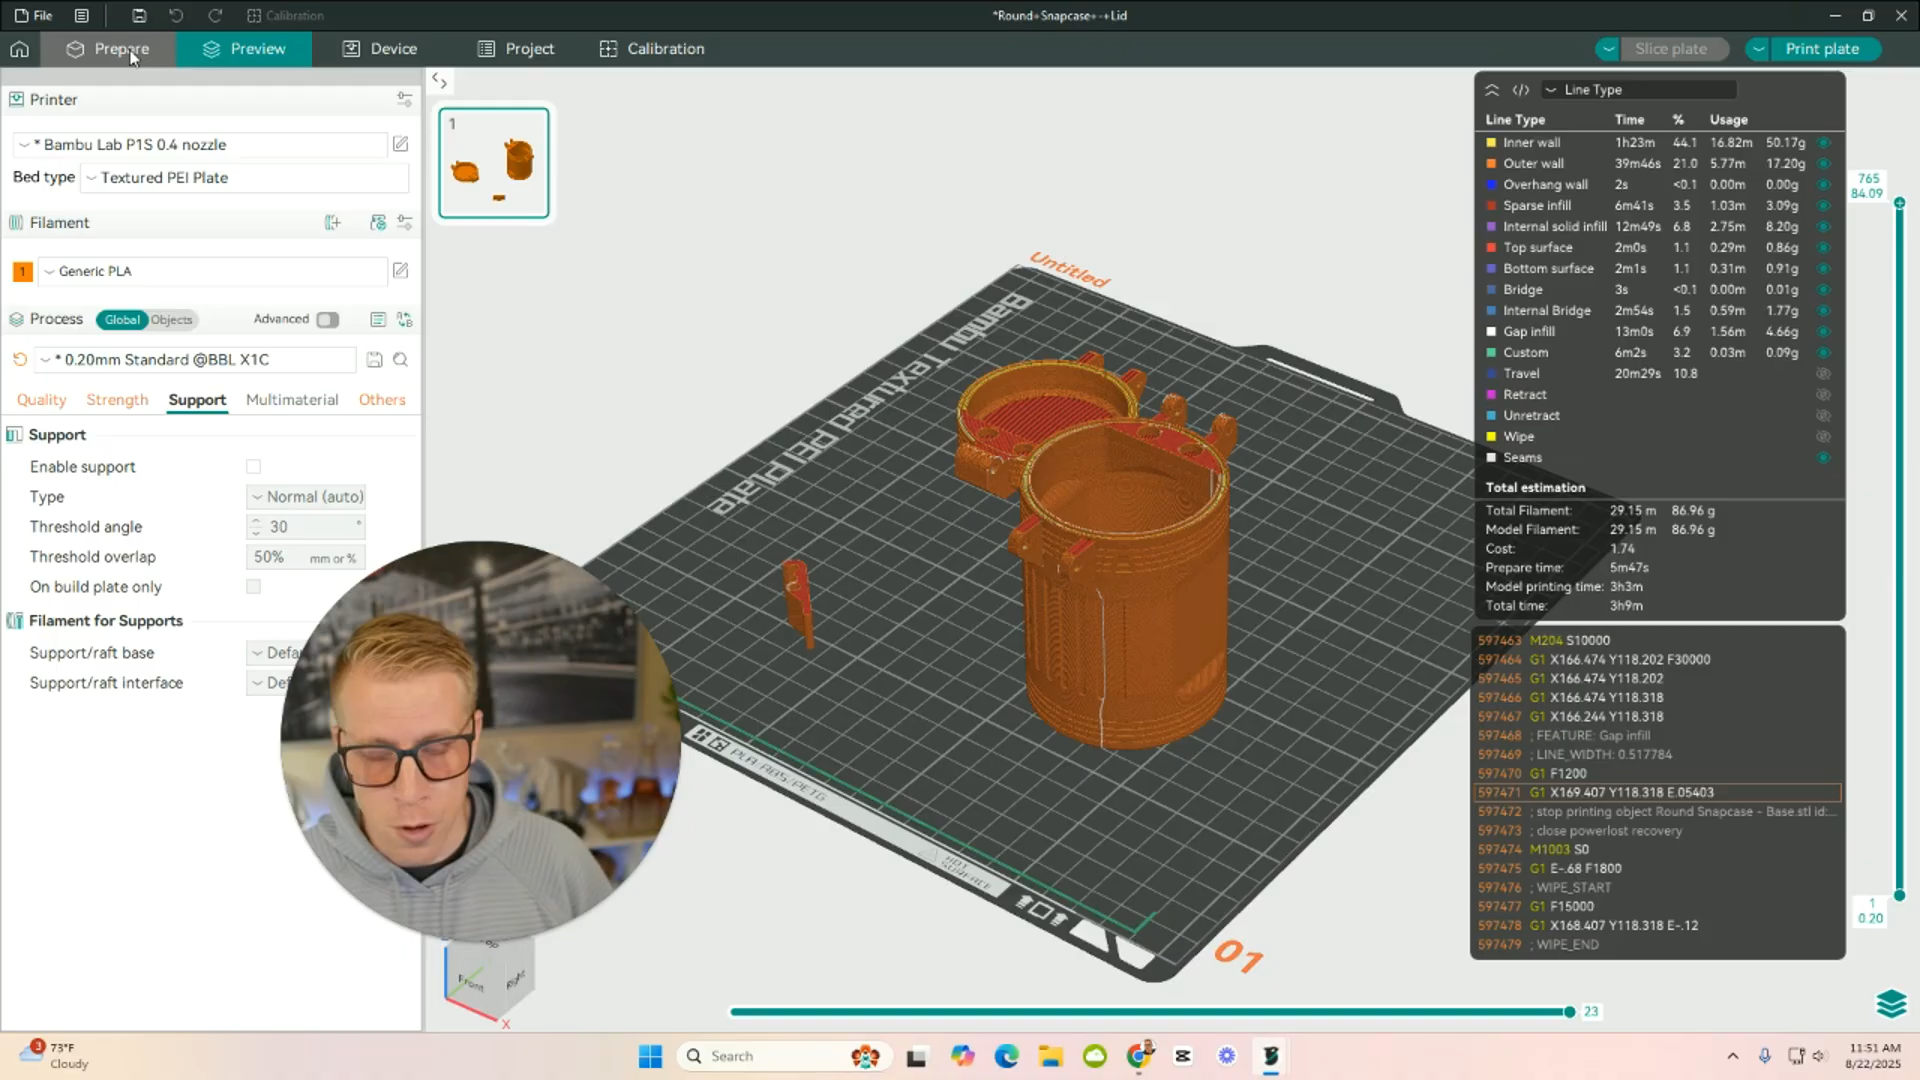 File
Calibration
*Round+Snapcase+-+Lid
Prepare
Preview
Device
Project
Calibration
Slice plate
Print plate
Printer
* Bambu Lab P1S 0.4 nozzle
Bed type
Textured PEI Plate
Filament
1
Generic PLA
Process
Global
Objects
Advanced
* 0.20mm Standard @BBL X1C
Quality
Strength
Support
Multimaterial
Others
Support
Enable support
Type
Normal (auto)
Threshold angle
30
°
Threshold overlap
50%
mm or %
On build plate only
Filament for Supports
Support/raft base
Support/raft interface
1
Untitled
Bambu Textured PEI Plate
PLA/ABS/PETG
HOT SURFACE
01
Front
Right
X
23
Line Type
Line Type Time % Usage
Inner wall 1h23m 44.1 16.82m 50.17g
Outer wall 39m46s 21.0 5.77m 17.20g
Overhang wall 2s <0.1 0.00m 0.00g
Sparse infill 6m41s 3.5 1.03m 3.09g
Internal solid infill 12m49s 6.8 2.75m 8.20g
Top surface 2m0s 1.1 0.29m 0.86g
Bottom surface 2m1s 1.1 0.31m 0.91g
Bridge 3s <0.1 0.00m 0.01g
Internal Bridge 2m54s 1.5 0.59m 1.77g
Gap infill 13m0s 6.9 1.56m 4.66g
Custom 6m2s 3.2 0.03m 0.09g
Travel 20m29s 10.8
Retract
Unretract
Wipe
Seams
Total estimation
Total Filament: 29.15 m 86.96 g
Model Filament: 29.15 m 86.96 g
Cost: 1.74
Prepare time: 5m47s
Model printing time: 3h3m
Total time: 3h9m
597463 M204 S10000
597464 G1 X166.474 Y118.202 F30000
597465 G1 X166.474 Y118.202
597466 G1 X166.474 Y118.318
597467 G1 X166.244 Y118.318
597468 ; FEATURE: Gap infill
597469 ; LINE_WIDTH: 0.517784
597470 G1 F1200
597471 G1 X169.407 Y118.318 E.05403
597472 ; stop printing object Round Snapcase - Base.stl id:...
597473 ; close powerlost recovery
597474 M1003 S0
597475 G1 E-.68 F1800
597476 ; WIPE_START
597477 G1 F15000
597478 G1 X168.407 Y118.318 E-.12
597479 ; WIPE_END
765
84.09
1
0.20
3
73°F
Cloudy
Search
11:51 AM
8/22/2025